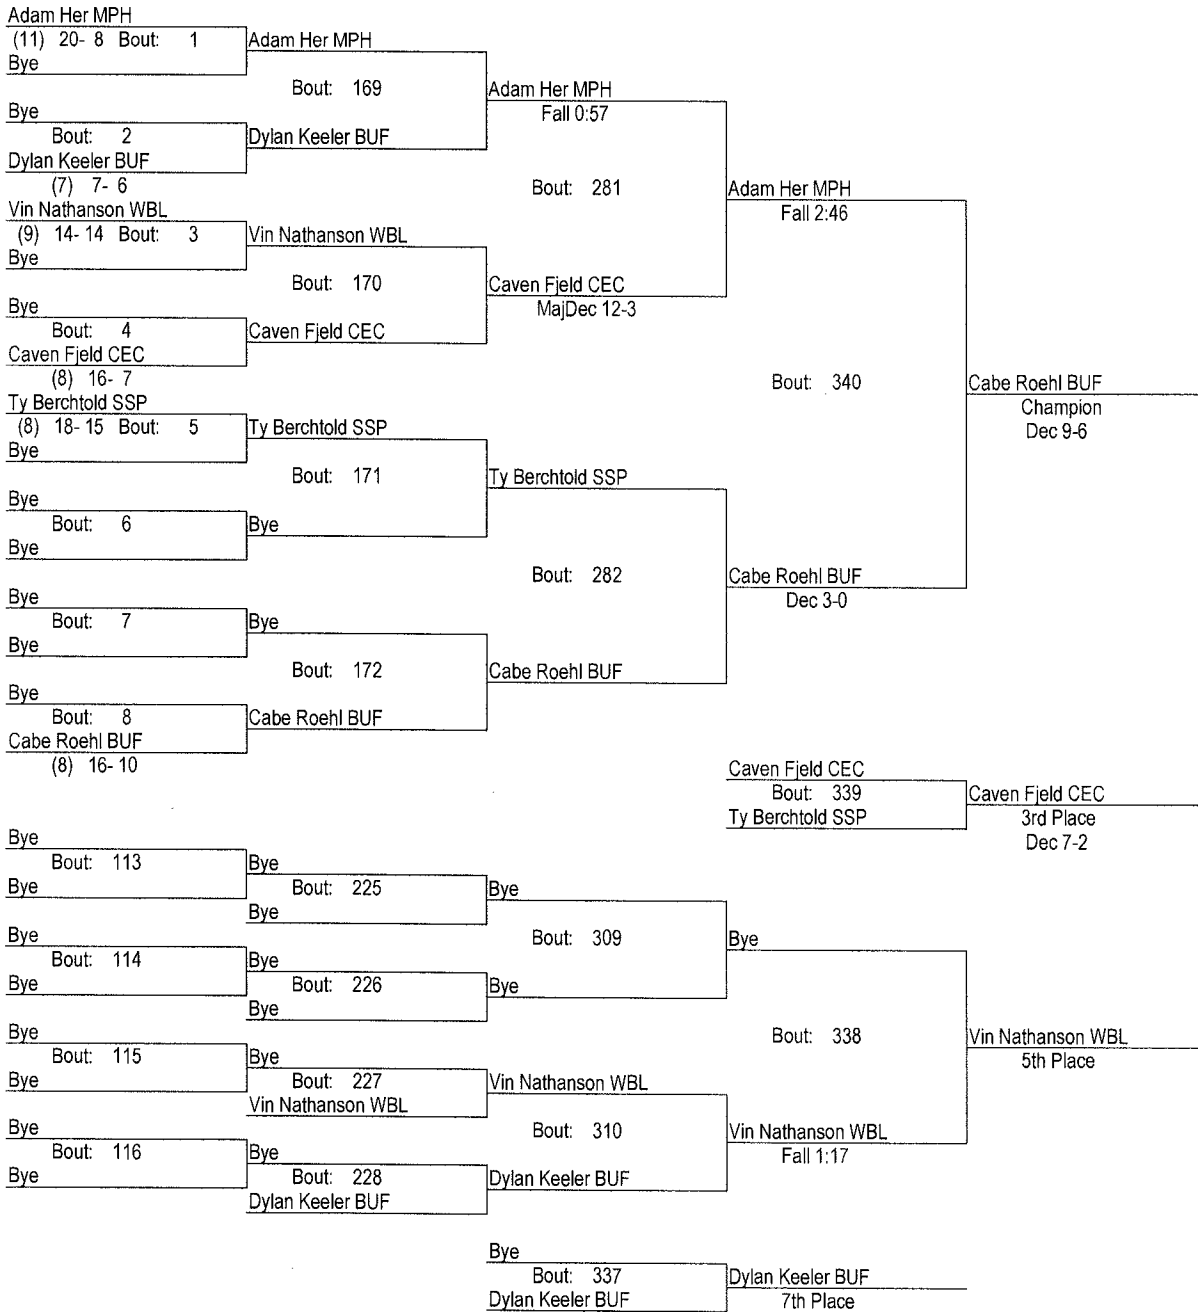 Adam Her MPH
(11) 20- 8 Bout: 1
Bye
Bye
Bout: 2
Dylan Keeler BUF
(7) 7- 6
Vin Nathanson WBL
(9) 14- 14 Bout: 3
Bye
Bye
Bout: 4
Caven Fjeld CEC
(8) 16- 7
Ty Berchtold SSP
(8) 18- 15 Bout: 5
Bye
Bye
Bout: 6
Bye
Bye
Bout: 7
Bye
Bye
Bout: 8
Cabe Roehl BUF
(8) 16- 10
Adam Her MPH
Bout: 169
Dylan Keeler BUF
Vin Nathanson WBL
Bout: 170
Caven Fjeld CEC
Ty Berchtold SSP
Bout: 171
Bye
Bye
Bout: 172
Cabe Roehl BUF
Adam Her MPH
Fall 0:57
Bout: 281
Caven Fjeld CEC
MajDec 12-3
Ty Berchtold SSP
Bout: 282
Cabe Roehl BUF
Adam Her MPH
Fall 2:46
Bout: 340
Cabe Roehl BUF
Dec 3-0
Cabe Roehl BUF
Champion
Dec 9-6
Caven Fjeld CEC
Bout: 339
Ty Berchtold SSP
Caven Fjeld CEC
3rd Place
Dec 7-2
Bye
Bout: 113
Bye
Bye
Bout: 114
Bye
Bye
Bout: 115
Bye
Bye
Bout: 116
Bye
Bye
Bout: 225
Bye
Bye
Bout: 226
Bye
Bye
Bout: 227
Vin Nathanson WBL
Bye
Bout: 228
Dylan Keeler BUF
Bye
Bout: 309
Bye
Vin Nathanson WBL
Bout: 310
Dylan Keeler BUF
Bye
Bout: 338
Vin Nathanson WBL
Fall 1:17
Vin Nathanson WBL
5th Place
Bye
Bout: 337
Dylan Keeler BUF
Dylan Keeler BUF
7th Place